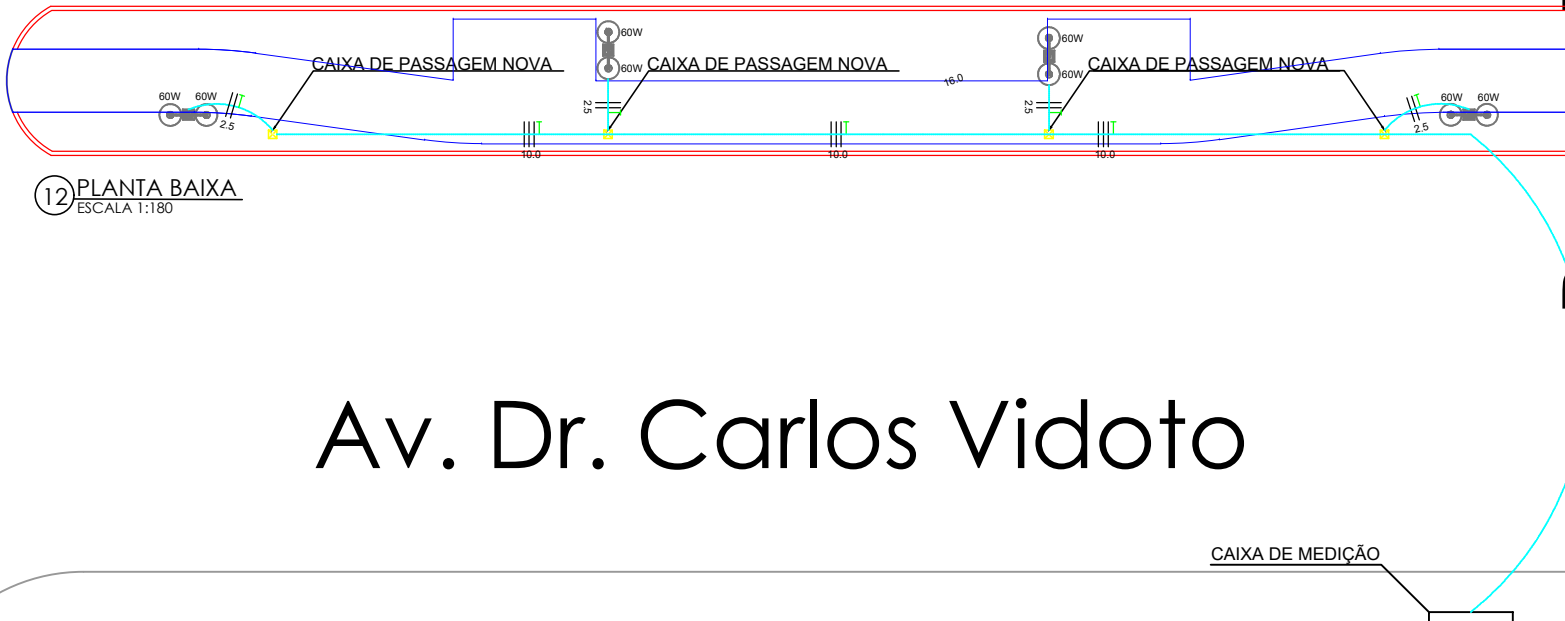 60W
60W
60W
60W
CAIXA DE PASSAGEM NOVA
CAIXA DE PASSAGEM NOVA
16.0
CAIXA DE PASSAGEM NOVA
60W 60W
T
2.5
2.5
T
2.5
T
T
2.5
60W 60W
T
10.0
T
10.0
T
10.0
12 PLANTA BAIXA
ESCALA 1:180
Av. Dr. Carlos Vidoto
CAIXA DE MEDIÇÃO